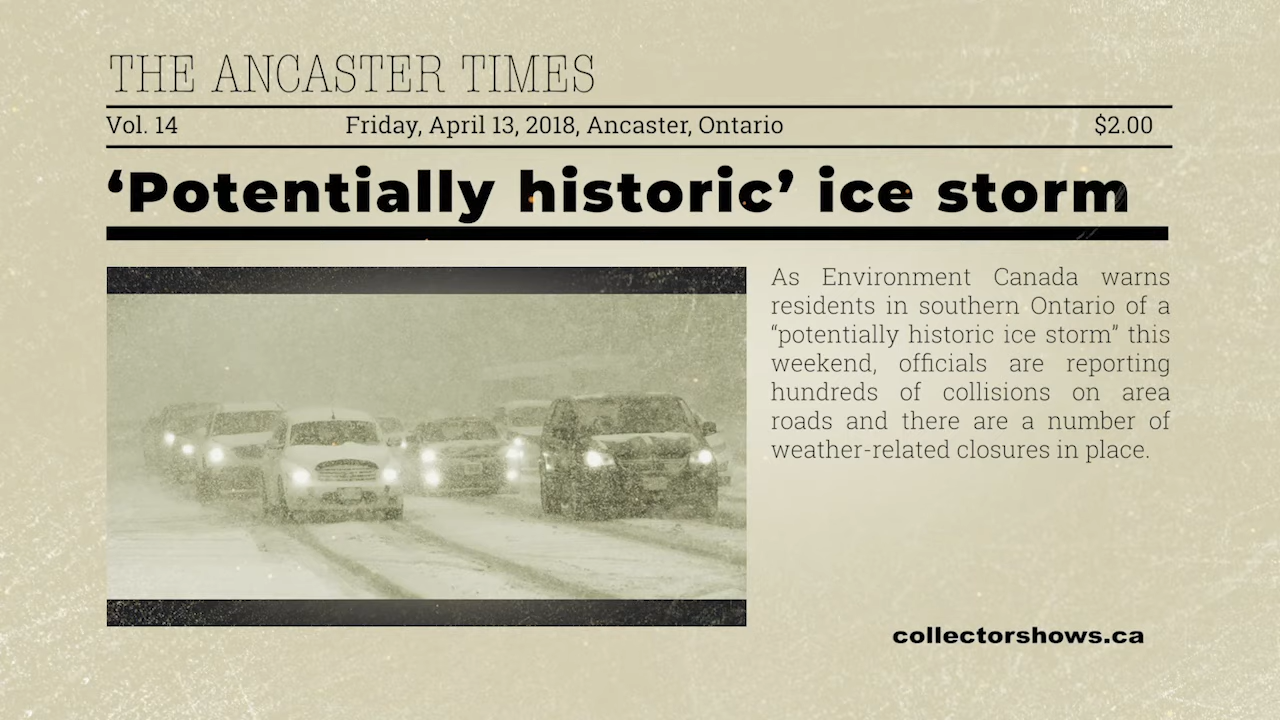 THE ANCASTER TIMES
Vol. 14 Friday, April 13, 2018, Ancaster, Ontario $2.00
‘Potentially historic’ ice storm
As Environment Canada warns
residents in southern Ontario of a
“potentially historic ice storm” this
weekend, officials are reporting
hundreds of collisions on area
roads and there are a number of
weather-related closures in place.
collectorshows.ca